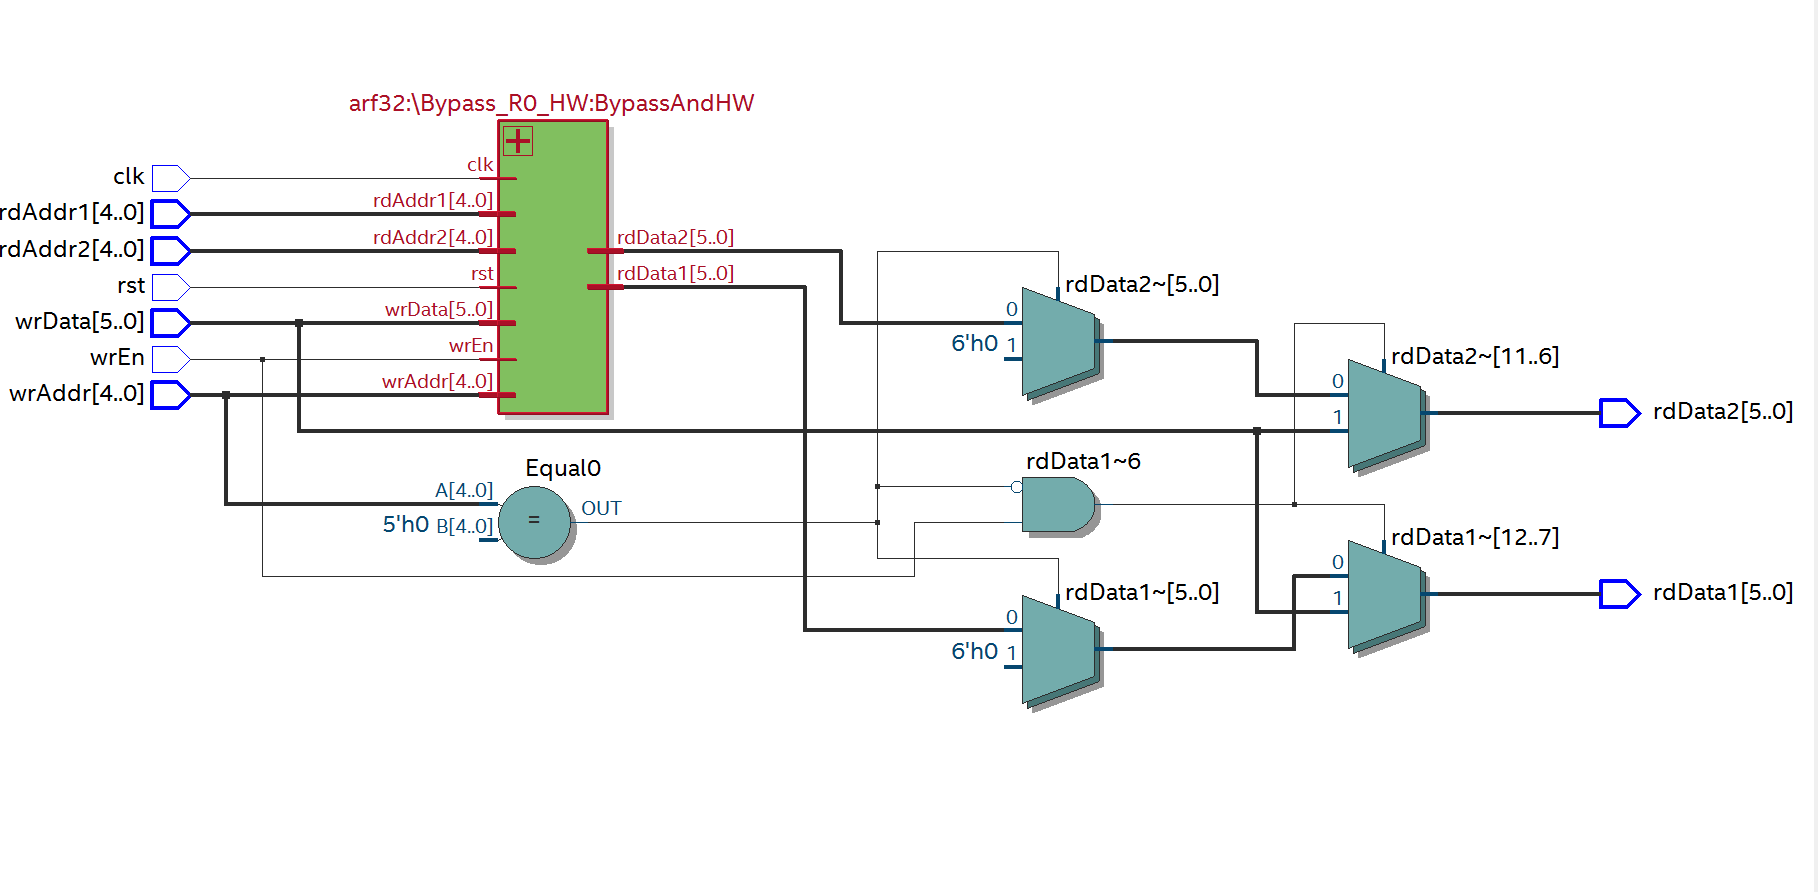 arf32:\Bypass_R0_HW:BypassAndHW
clk
rdAddr1[4..0]
rdAddr2[4..0]
rst
wrData[5..0]
wrEn
wrAddr[4..0]
clk
rdAddr1[4..0]
rdAddr2[4..0]
rst
wrData[5..0]
wrEn
wrAddr[4..0]
rdData2[5..0]
rdData1[5..0]
Equal0
A[4..0]
5'h0 B[4..0]
=
OUT
rdData2~[5..0]
0
6'h0 1
rdData1~6
rdData1~[5..0]
0
6'h0 1
rdData2~[11..6]
0
1
rdData2[5..0]
rdData1~[12..7]
0
1
rdData1[5..0]